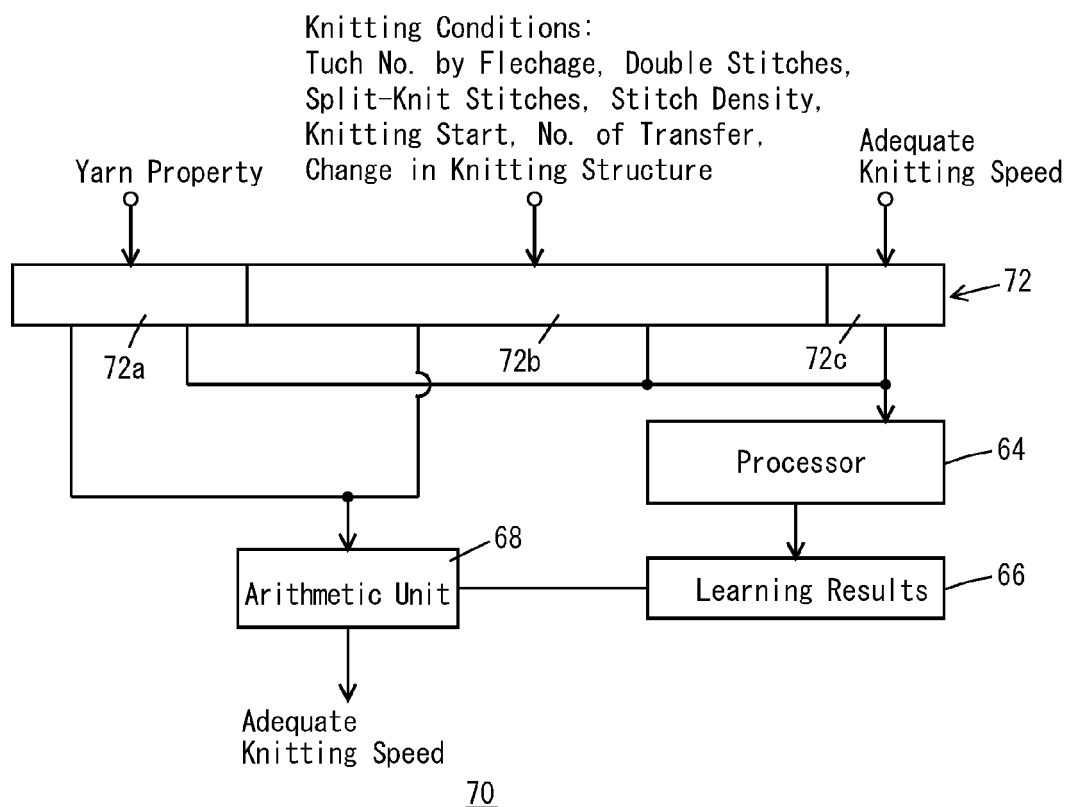 Knitting Conditions:
Tuch No. by Flechage, Double Stitches,
Split-Knit Stitches, Stitch Density,
Knitting Start, No. of Transfer,
Change in Knitting Structure
Yarn Property
Adequate
Knitting Speed
72
72a
72b
72c
Processor
64
68
Arithmetic Unit
Learning Results
66
Adequate
Knitting Speed
70